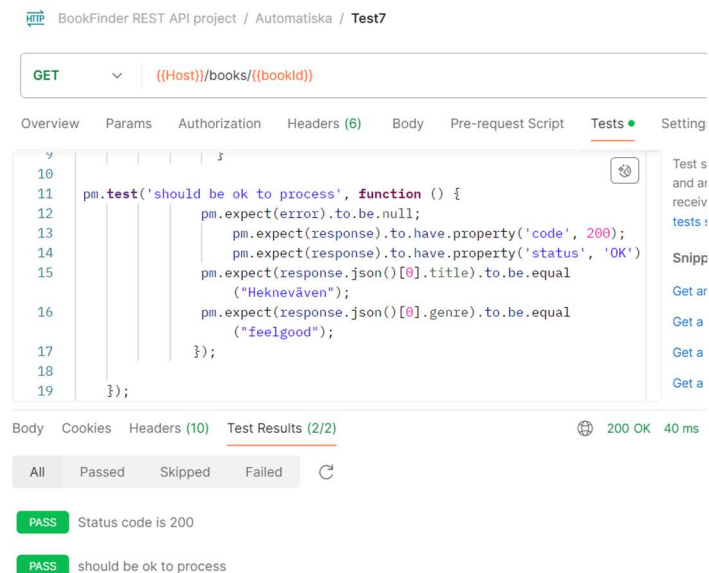 HTTP BookFinder REST API project / Automatiska / Test7
GET {{Host}}/books/{{bookId}}
Overview Params Authorization Headers (6) Body Pre-request Script Tests Setting
9 }
10
11 pm.test('should be ok to process', function () {
12 pm.expect(error).to.be.null;
13 pm.expect(response).to.have.property('code', 200);
14 pm.expect(response).to.have.property('status', 'OK')
15 pm.expect(response.json()[0].title).to.be.equal
("Hekneväven");
16 pm.expect(response.json()[0].genre).to.be.equal
("feelgood");
17 });
18
19 });
Test s
and ar
receiv
tests s
Snipp
Get ar
Get a
Get a
Get a
Body Cookies Headers (10) Test Results (2/2) 200 OK 40 ms
All Passed Skipped Failed
PASS Status code is 200
PASS should be ok to process